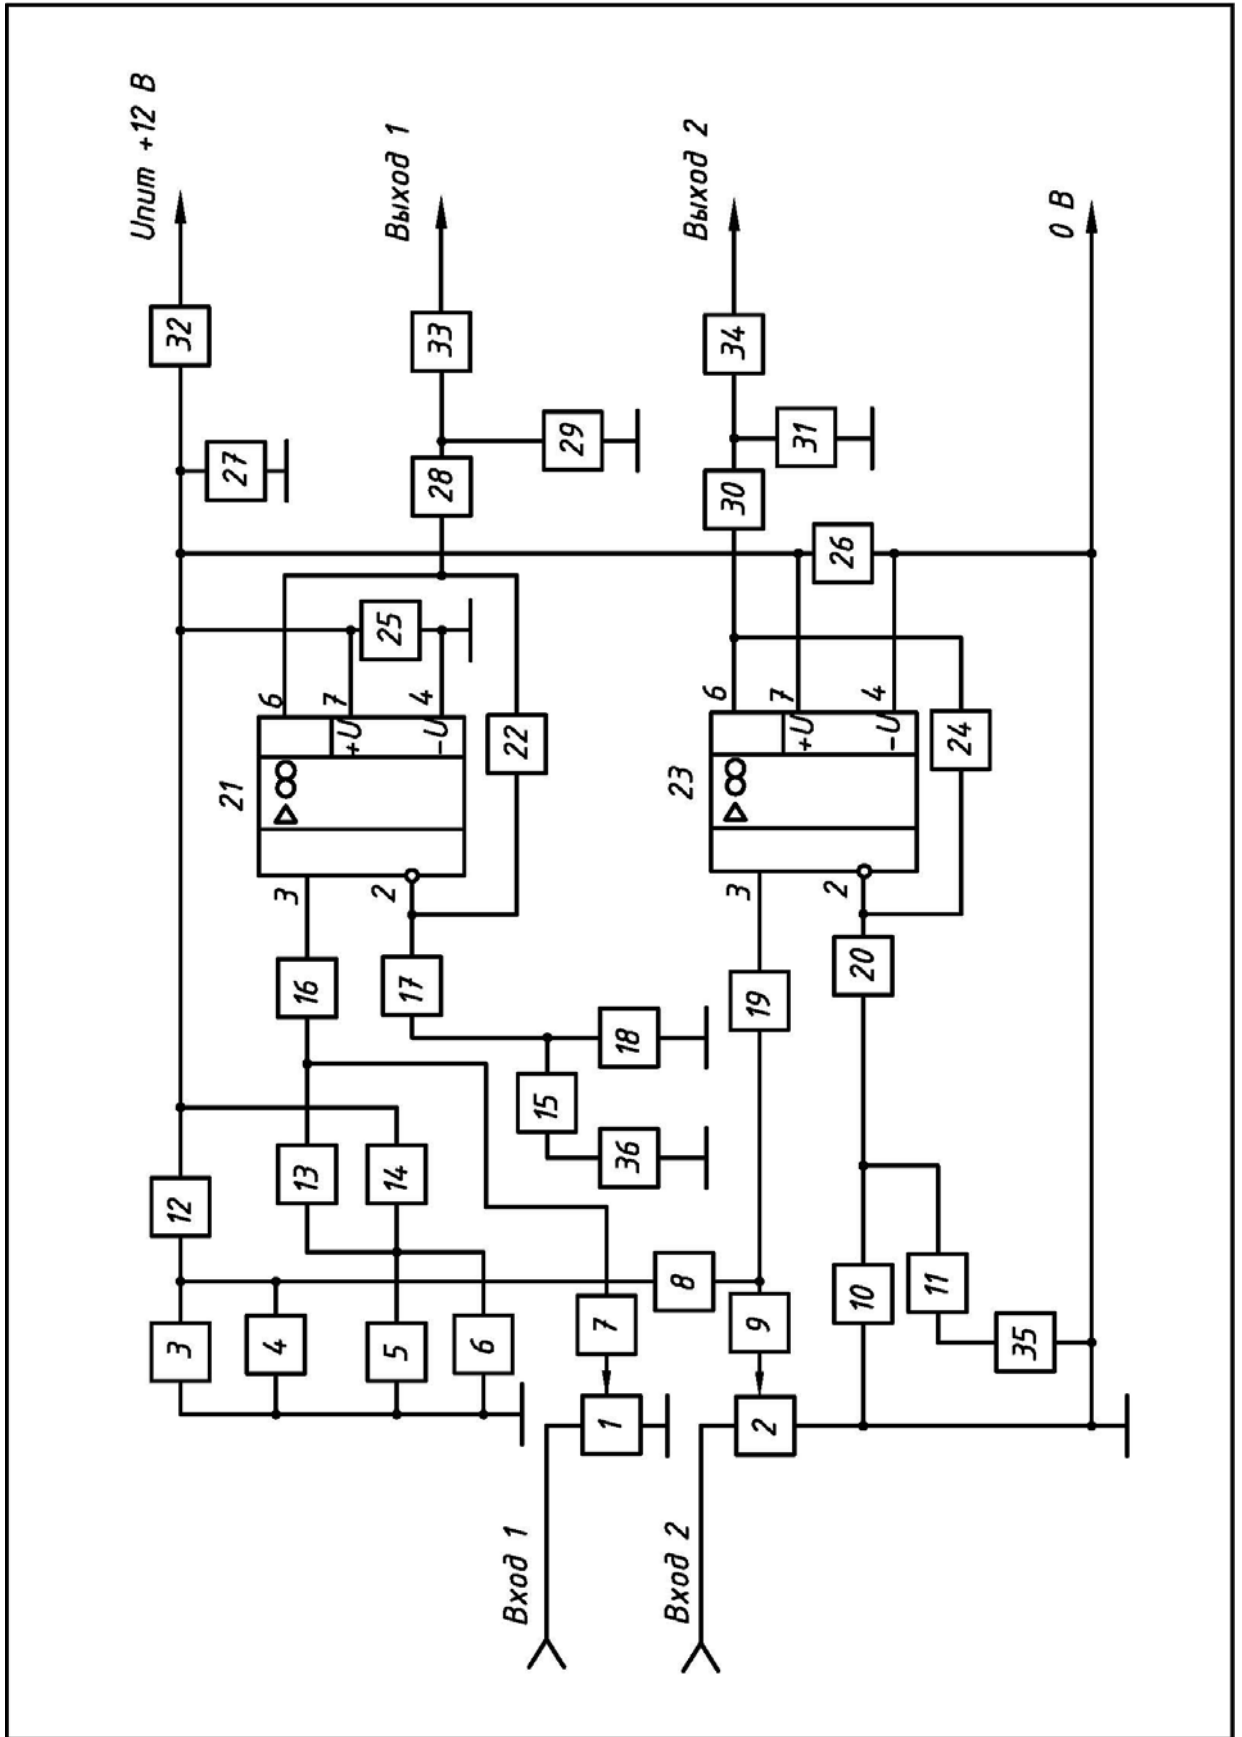 Uпит +12 В
3 12 32
21 27
4 13 16 3 ▷∞ 6
+U 7
5 14 17 2 25 Выход 1
-U 4 28 33
6
Вход 1 15 22
29
1 7 36 18
Вход 2 8 23 Выход 2
3 ▷∞ 6
2 9 19 30 34
+U 7
31
2 26
10 20 -U 4
11 24
35
0 В